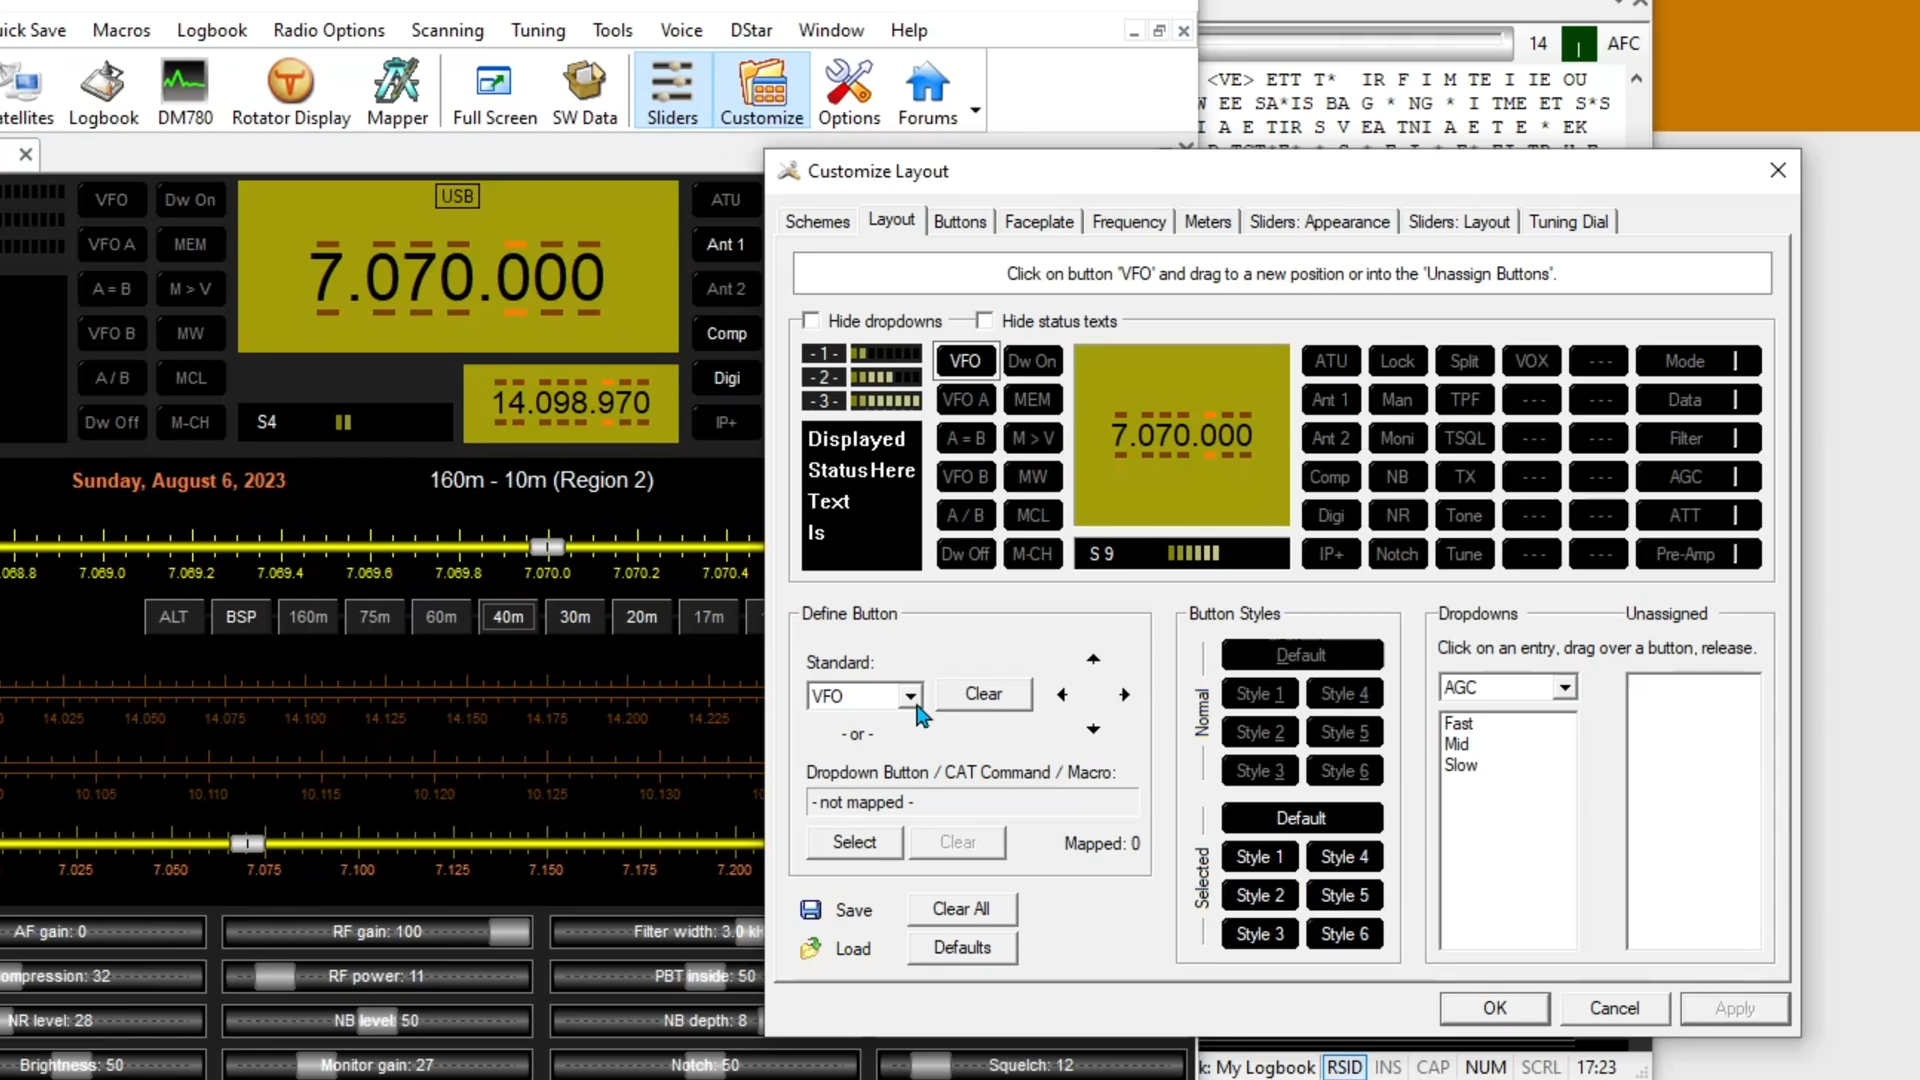 uick Save Macros Logbook Radio Options Scanning Tuning Tools Voice DStar Window Help
atellites Logbook DM780 Rotator Display Mapper Full Screen SW Data Sliders Customize Options Forums
14 AFC
<VE> ETT T* IR F I M TE I IE OU
EE SA*IS BA G * NG * I TME ET S*S
I A E TIR S V EA TNI A E T E * EK
VFO Dw On
VFO A MEM
A = B M > V
VFO B MW
A / B MCL
Dw Off M-CH
USB
7.070.000
14.098.970
S4
ATU
Ant 1
Ant 2
Comp
Digi
IP+
Sunday, August 6, 2023 160m - 10m (Region 2)
.068.8 7.069.0 7.069.2 7.069.4 7.069.6 7.069.8 7.070.0 7.070.2 7.070.4
ALT BSP 160m 75m 60m 40m 30m 20m 17m
14.025 14.050 14.075 14.100 14.125 14.150 14.175 14.200 14.225
10.105 10.110 10.115 10.120 10.125 10.130
7.025 7.050 7.075 7.100 7.125 7.150 7.175 7.200
AF gain: 0 RF gain: 100 Filter width: 3.0 k
ompression: 32 RF power: 11 PBT inside: 50
NR level: 28 NB level: 50 NB depth: 8
Brightness: 50 Monitor gain: 27 Notch: 50 Squelch: 12
Customize Layout
Schemes Layout Buttons Faceplate Frequency Meters Sliders: Appearance Sliders: Layout Tuning Dial
Click on button 'VFO' and drag to a new position or into the 'Unassign Buttons'.
Hide dropdowns Hide status texts
- 1 -
- 2 -
- 3 -
Displayed
Status Here
Text
Is
VFO Dw On
VFO A MEM
A = B M > V
VFO B MW
A / B MCL
Dw Off M-CH
7.070.000
S 9
ATU Lock Split VOX - - - Mode
Ant 1 Man TPF - - - - - - Data
Ant 2 Moni TSQL - - - - - - Filter
Comp NB TX - - - - - - AGC
Digi NR Tone - - - - - - ATT
IP+ Notch Tune - - - - - - Pre-Amp
Define Button
Standard:
VFO Clear
- or -
Dropdown Button / CAT Command / Macro:
- not mapped -
Select Clear Mapped: 0
Save Clear All
Load Defaults
Button Styles
Normal
Default
Style 1 Style 4
Style 2 Style 5
Style 3 Style 6
Selected
Default
Style 1 Style 4
Style 2 Style 5
Style 3 Style 6
Dropdowns Unassigned
Click on an entry, drag over a button, release.
AGC
Fast
Mid
Slow
OK Cancel Apply
k: My Logbook RSID INS CAP NUM SCRL 17:23